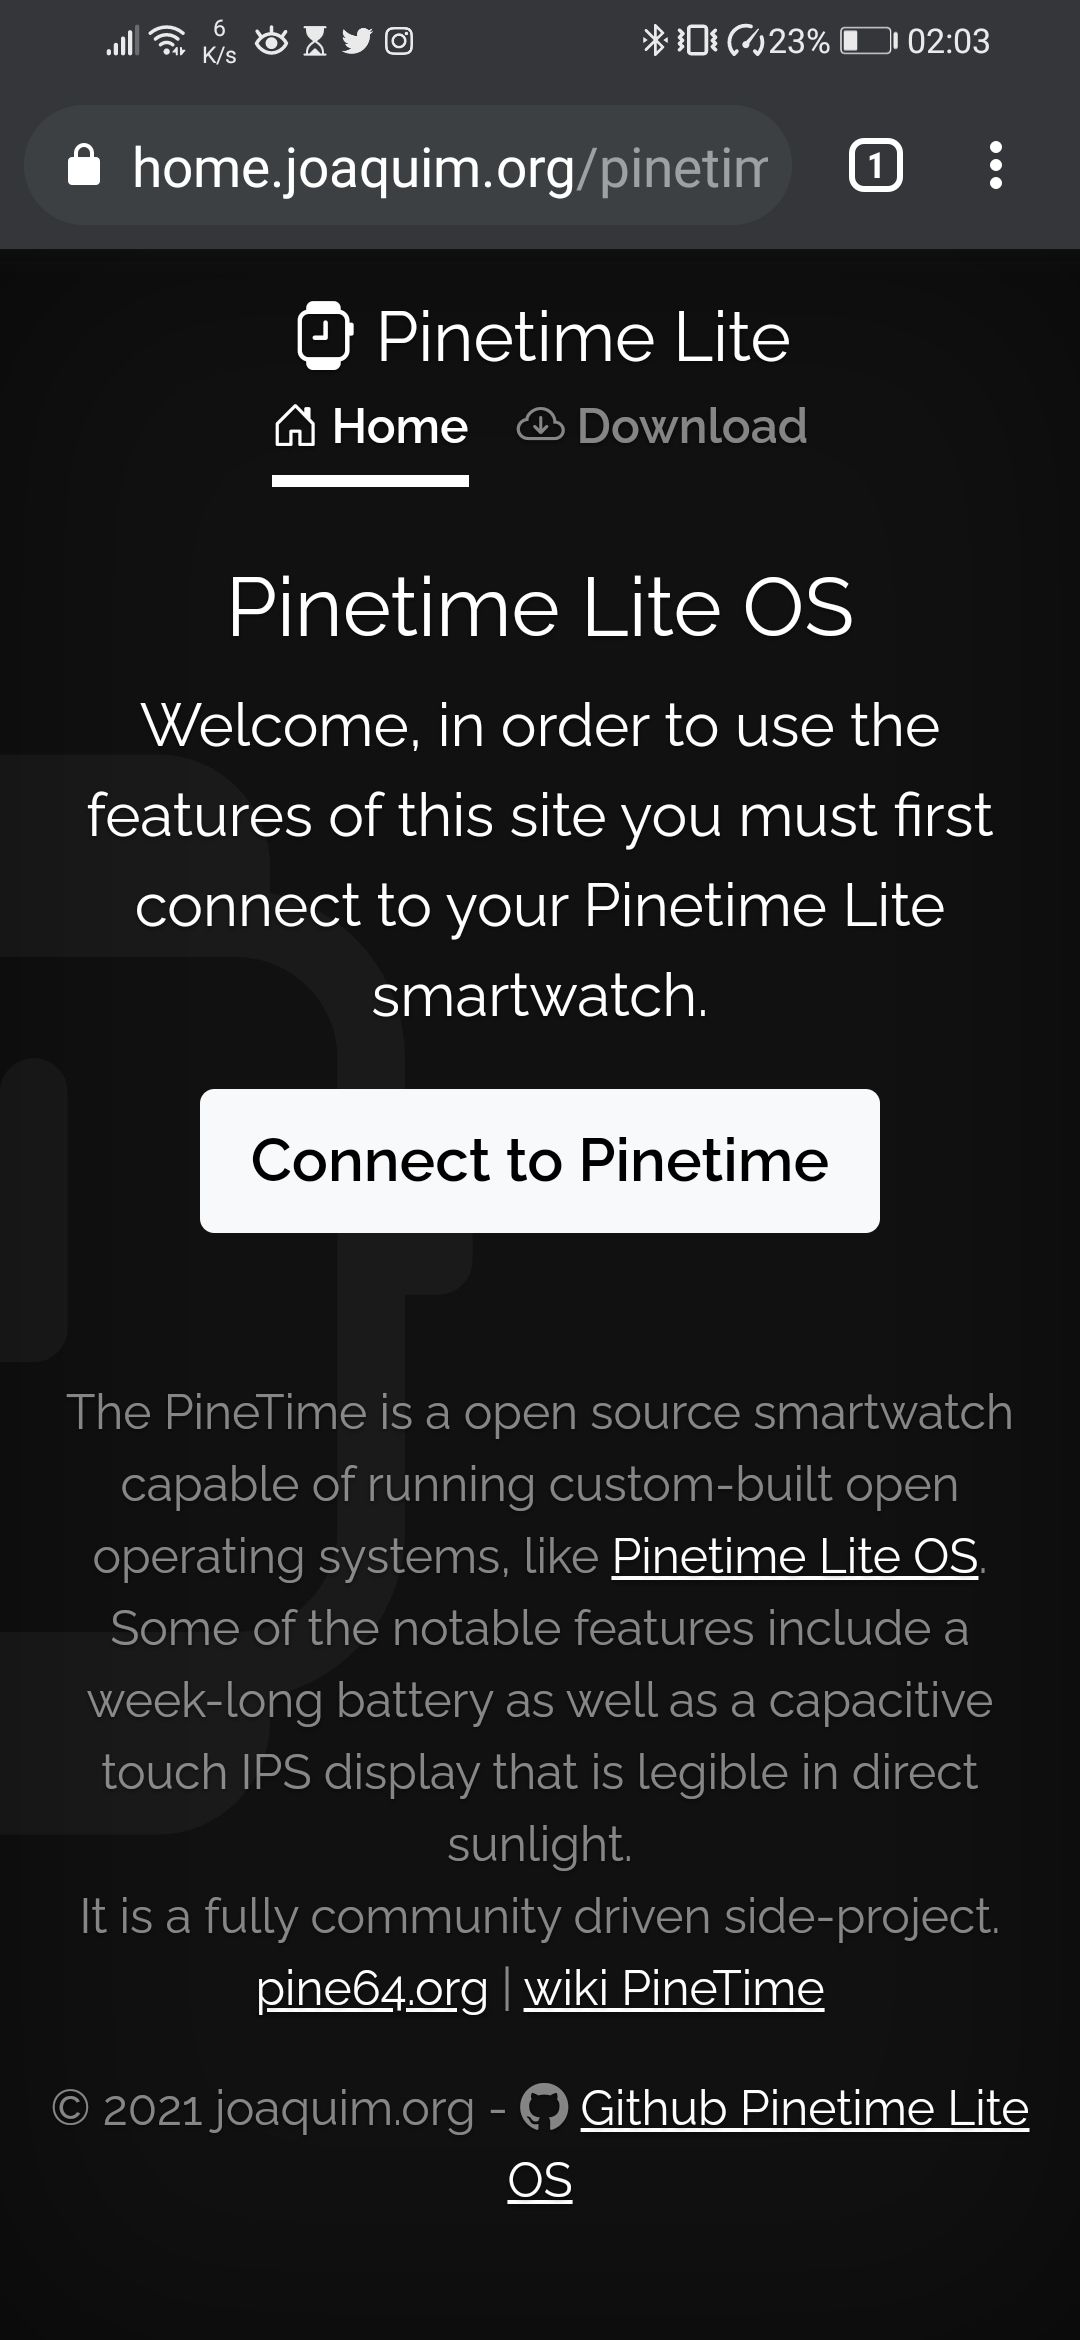 6
K/s
23%
02:03
home.joaquim.org/pinetim
1
Pinetime Lite
Home
Download
Pinetime Lite OS
Welcome, in order to use the
features of this site you must first
connect to your Pinetime Lite
smartwatch.
Connect to Pinetime
The PineTime is a open source smartwatch
capable of running custom-built open
operating systems, like Pinetime Lite OS.
Some of the notable features include a
week-long battery as well as a capacitive
touch IPS display that is legible in direct
sunlight.
It is a fully community driven side-project.
pine64.org | wiki PineTime
© 2021 joaquim.org - Github Pinetime Lite
OS